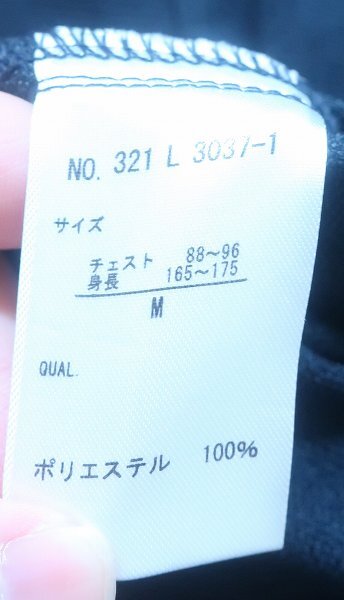 NO. 321 L 3037-1
サイズ
チェスト 88~96
身長 165~175
M
QUAL.
ポリエステル 100%